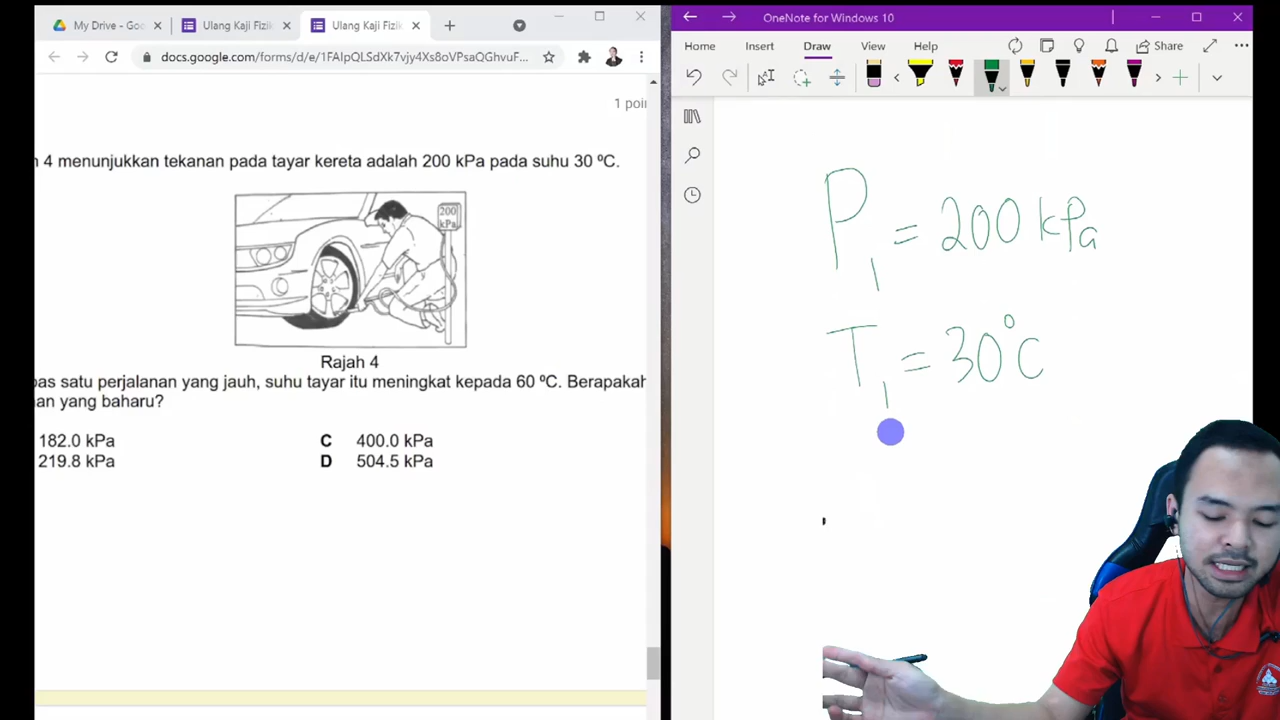 My Drive - Goo
Ulang Kaji Fizik
Ulang Kaji Fizik
docs.google.com/forms/d/e/1FAIpQLSdXk7vjy4Xs8oVPsaQGhvuF...
1 poin
4 menunjukkan tekanan pada tayar kereta adalah 200 kPa pada suhu 30 ºC.
200
kPa
Rajah 4
satu perjalanan yang jauh, suhu tayar itu meningkat kepada 60 ºC. Berapakah
yang baharu?
182.0 kPa
C 400.0 kPa
219.8 kPa
D 504.5 kPa
OneNote for Windows 10
Home Insert Draw View Help Share
P₁ = 200 kPa
T₁ = 30°C